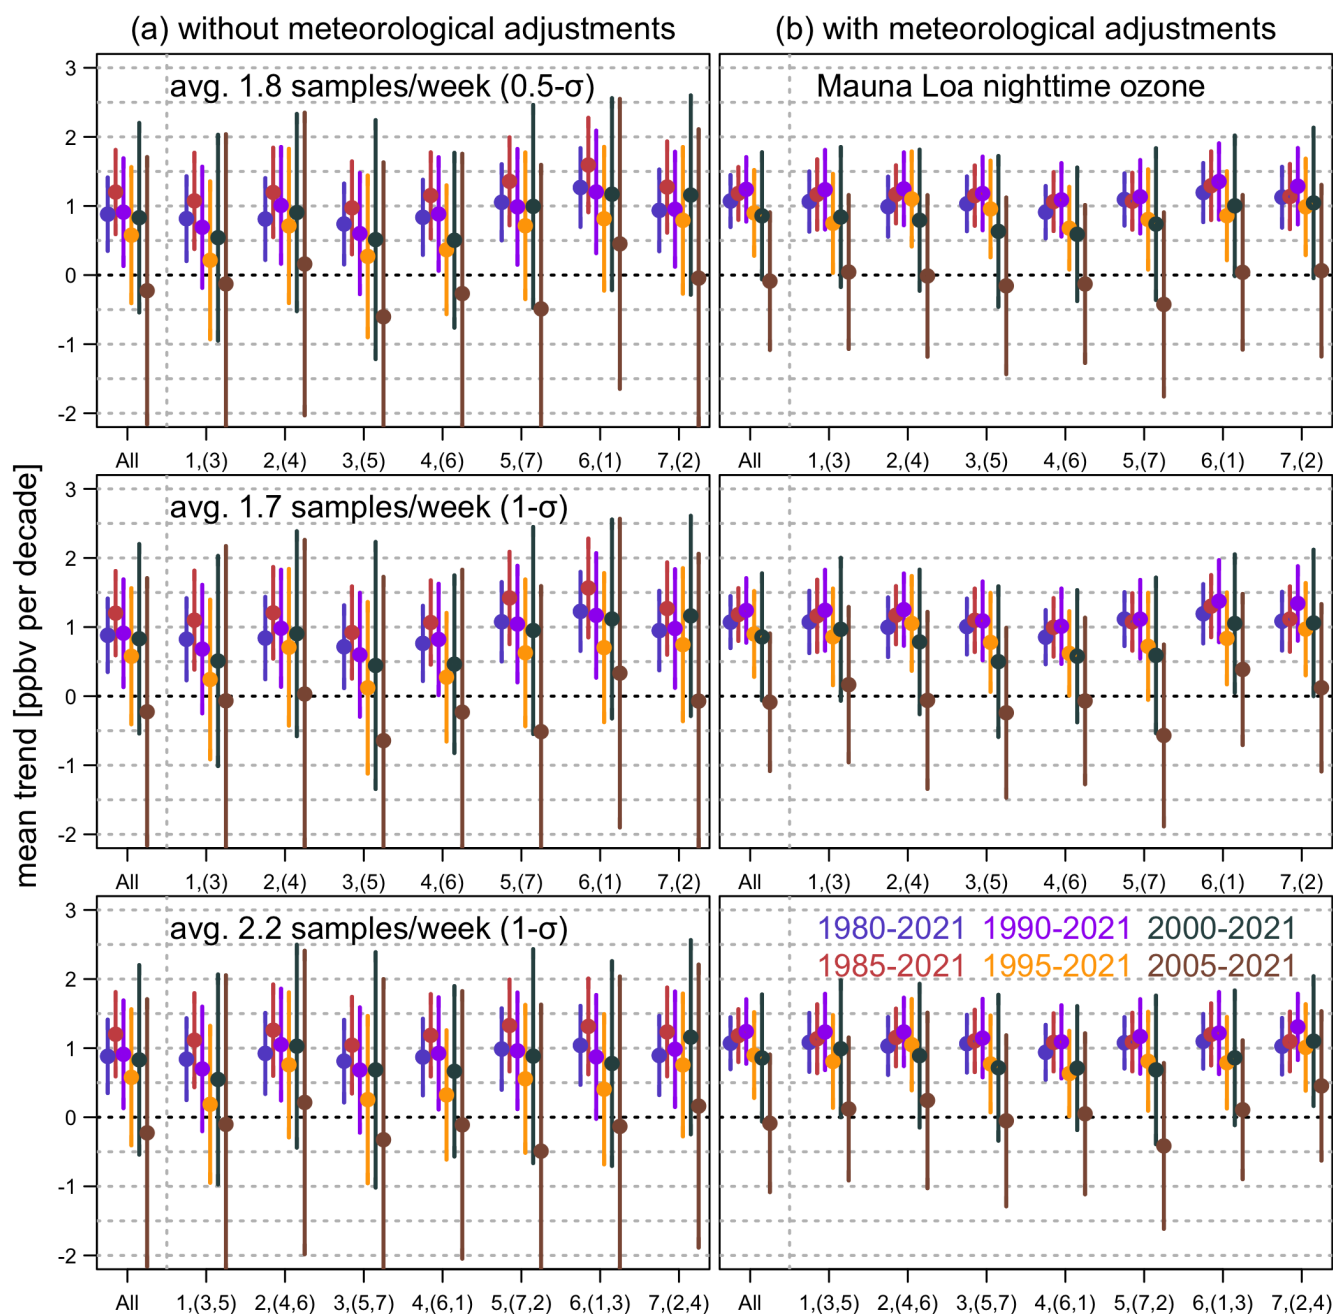 (a) without meteorological adjustments
(b) with meteorological adjustments
mean trend [ppbv per decade]
avg. 1.8 samples/week (0.5-σ)
Mauna Loa nighttime ozone
3
2
1
0
-1
-2
All 1,(3) 2,(4) 3,(5) 4,(6) 5,(7) 6,(1) 7,(2)
All 1,(3) 2,(4) 3,(5) 4,(6) 5,(7) 6,(1) 7,(2)
avg. 1.7 samples/week (1-σ)
3
2
1
0
-1
-2
All 1,(3) 2,(4) 3,(5) 4,(6) 5,(7) 6,(1) 7,(2)
All 1,(3) 2,(4) 3,(5) 4,(6) 5,(7) 6,(1) 7,(2)
avg. 2.2 samples/week (1-σ)
1980-2021 1990-2021 2000-2021
1985-2021 1995-2021 2005-2021
3
2
1
0
-1
-2
All 1,(3,5) 2,(4,6) 3,(5,7) 4,(6,1) 5,(7,2) 6,(1,3) 7,(2,4)
All 1,(3,5) 2,(4,6) 3,(5,7) 4,(6,1) 5,(7,2) 6,(1,3) 7,(2,4)